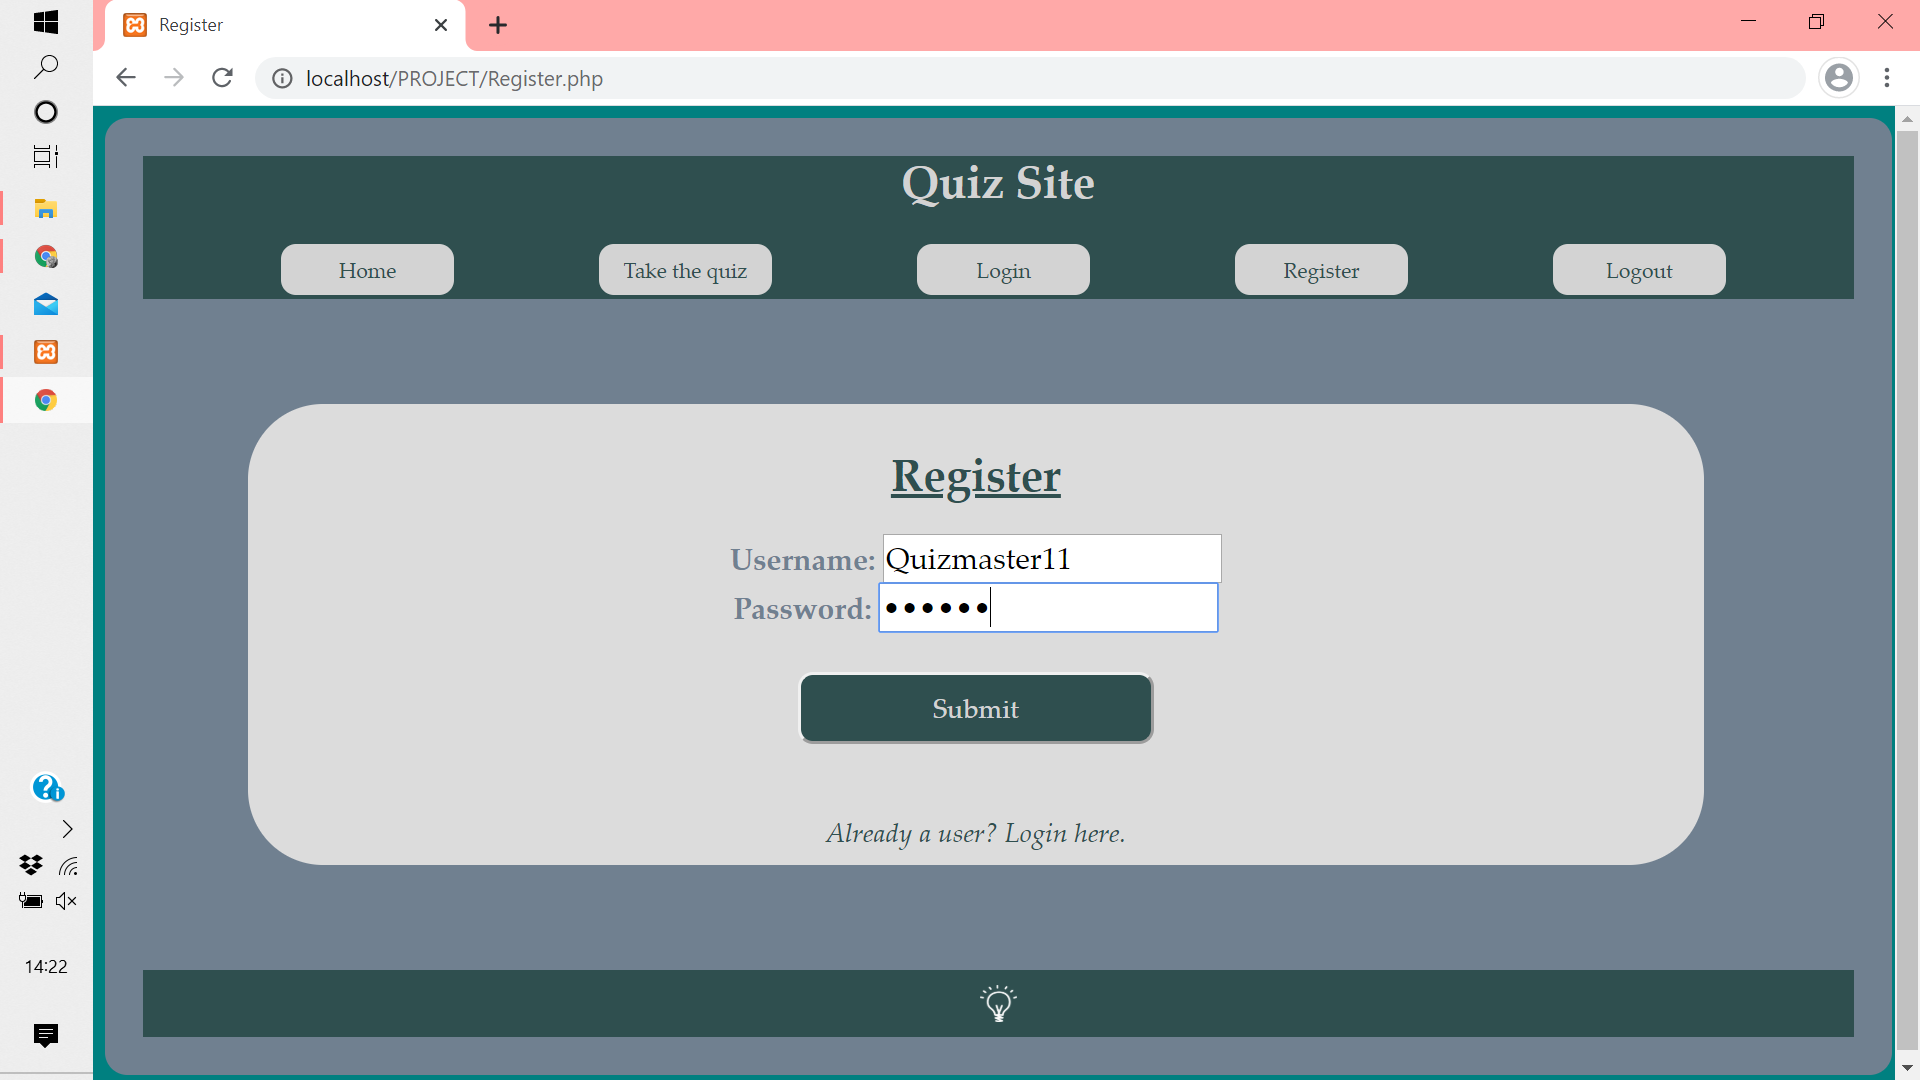 Register
localhost/PROJECT/Register.php
Quiz Site
Home
Take the quiz
Login
Register
Logout
Register
Username: Quizmaster11
Password: ••••••
Submit
Already a user? Login here.
14:22